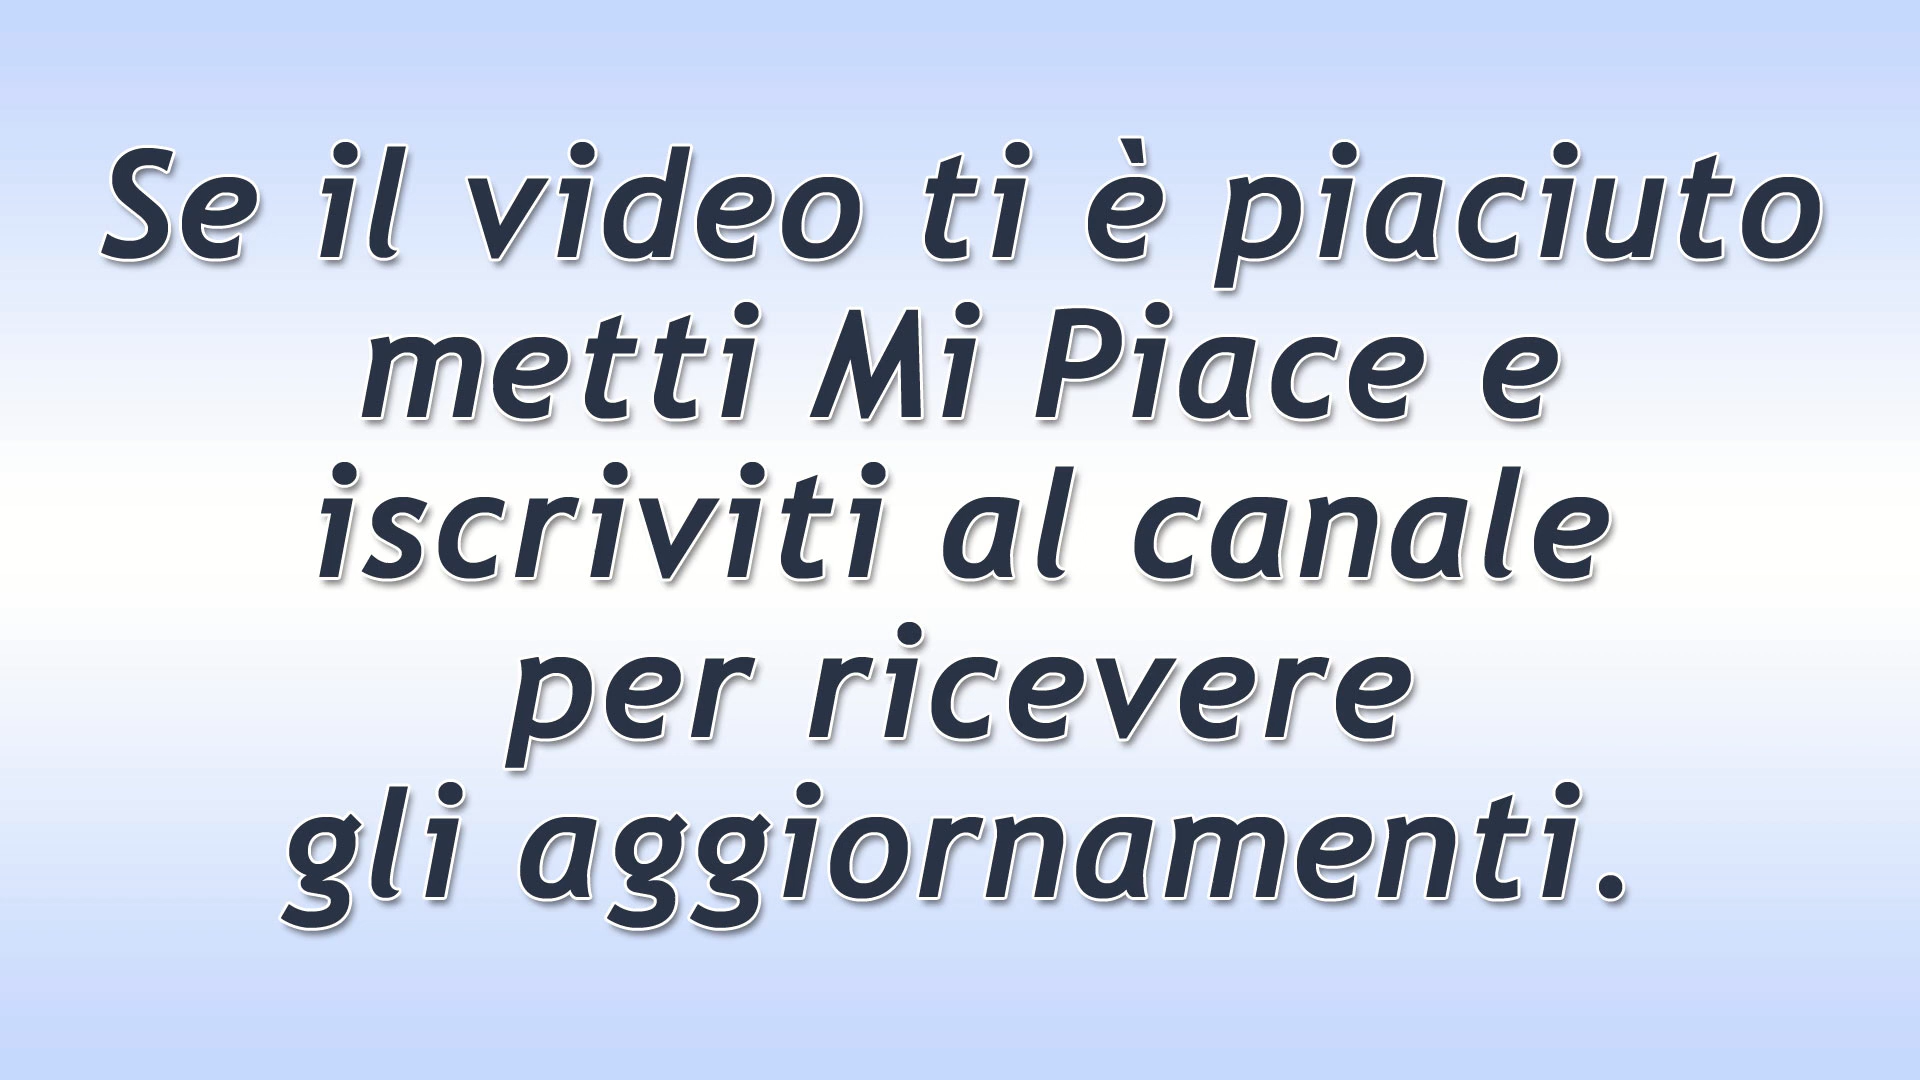 Se il video ti è piaciuto
metti Mi Piace e
iscriviti al canale
per ricevere
gli aggiornamenti.